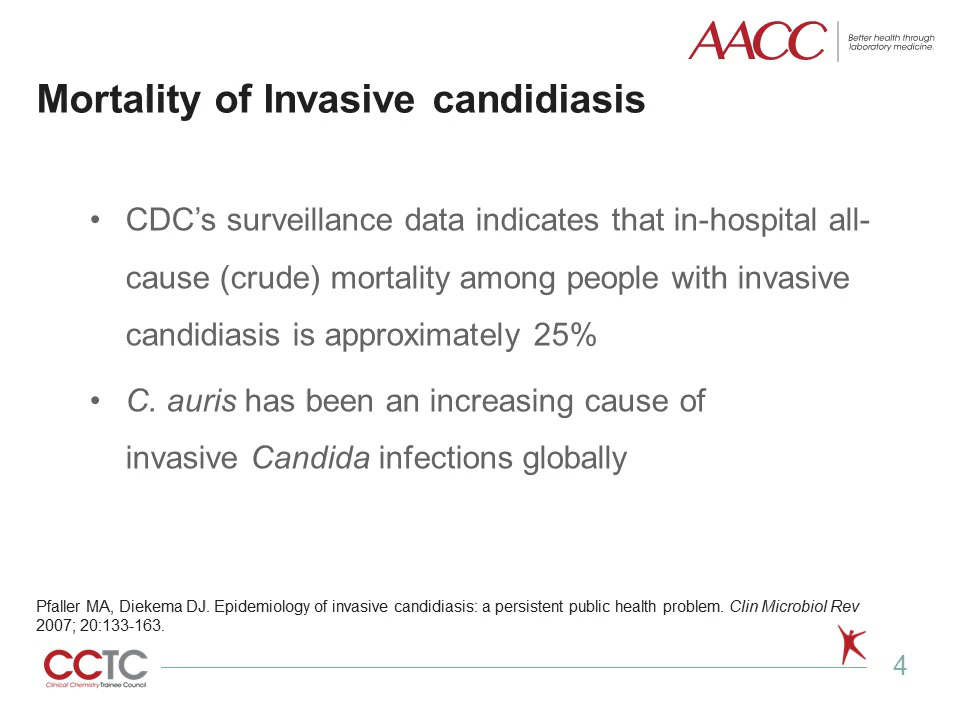 AACC
Better health through
laboratory medicine.
Mortality of Invasive candidiasis
• CDC’s surveillance data indicates that in-hospital all-
cause (crude) mortality among people with invasive
candidiasis is approximately 25%
• C. auris has been an increasing cause of
invasive Candida infections globally
Pfaller MA, Diekema DJ. Epidemiology of invasive candidiasis: a persistent public health problem. Clin Microbiol Rev
2007; 20:133-163.
CCTC
Clinical Chemistry Trainee Council
4